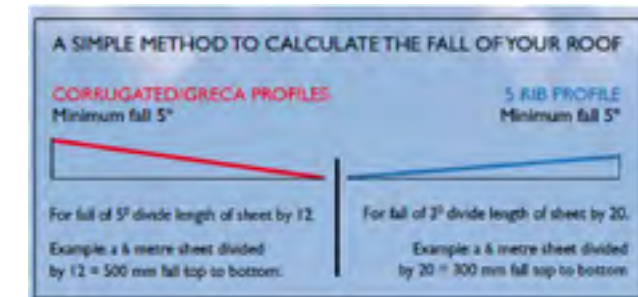 A SIMPLE METHOD TO CALCULATE THE FALL OF YOUR ROOF
CORRUGATED/GRECA PROFILES
Minimum fall 5°
For fall of 5° divide length of sheet by 12
Example: a 6 metre sheet divided
by 12 = 500 mm fall top to bottom.
5 RIB PROFILE
Minimum fall 5°
For fall of 3° divide length of sheet by 20.
Example: a 6 metre sheet divided
by 20 = 300 mm fall top to bottom